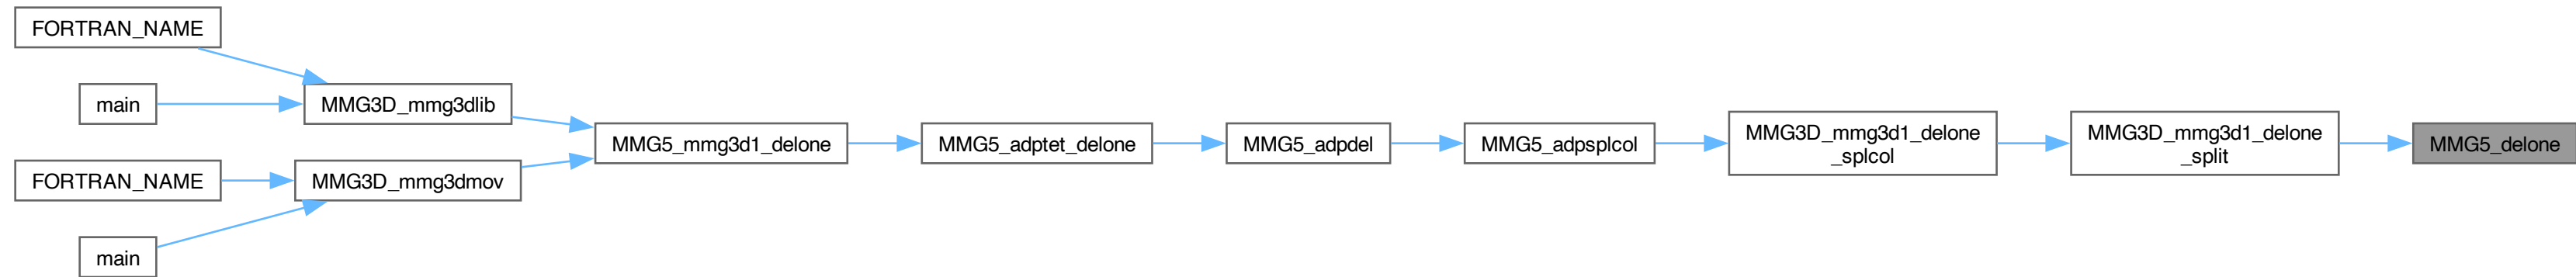 FORTRAN_NAME
main
MMG3D_mmg3dlib
FORTRAN_NAME
main
MMG3D_mmg3dmov
MMG5_mmg3d1_delone
MMG5_adptet_delone
MMG5_adpdel
MMG5_adpsplcol
MMG3D_mmg3d1_delone
_splcol
MMG3D_mmg3d1_delone
_split
MMG5_delone